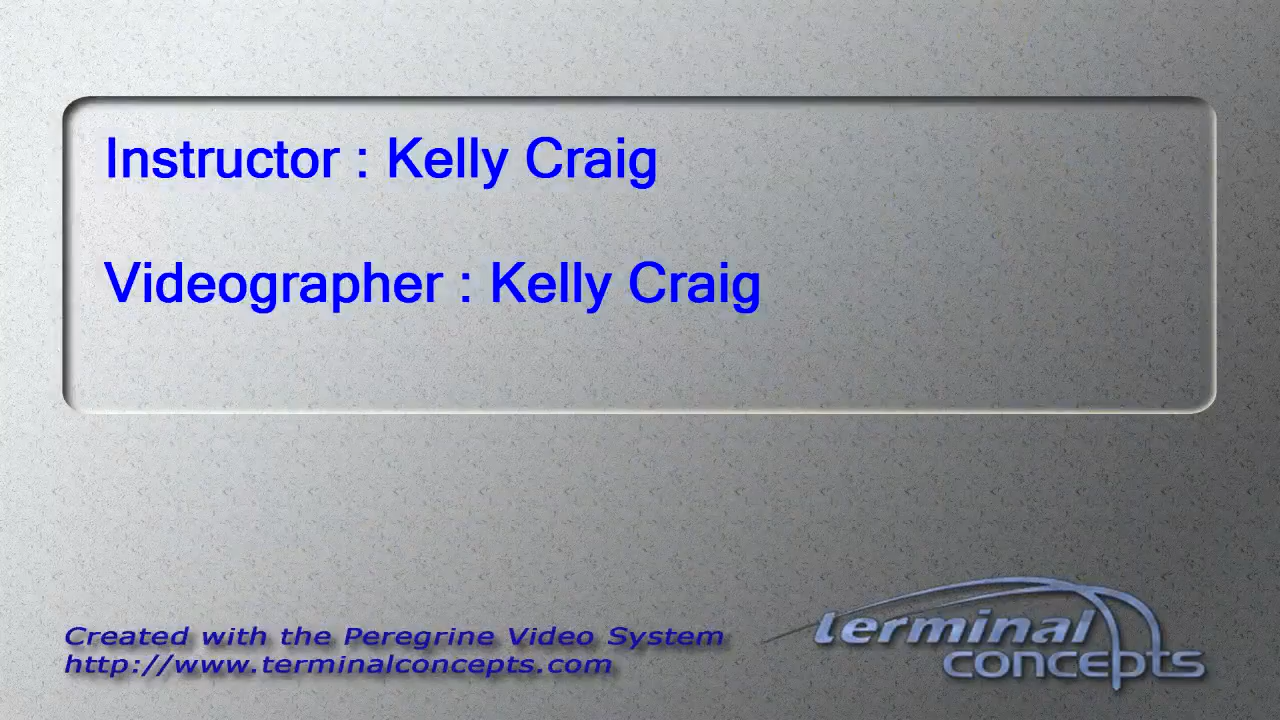 Instructor : Kelly Craig
Videographer : Kelly Craig
Created with the Peregrine Video System
http://www.terminalconcepts.com
terminal
concepts